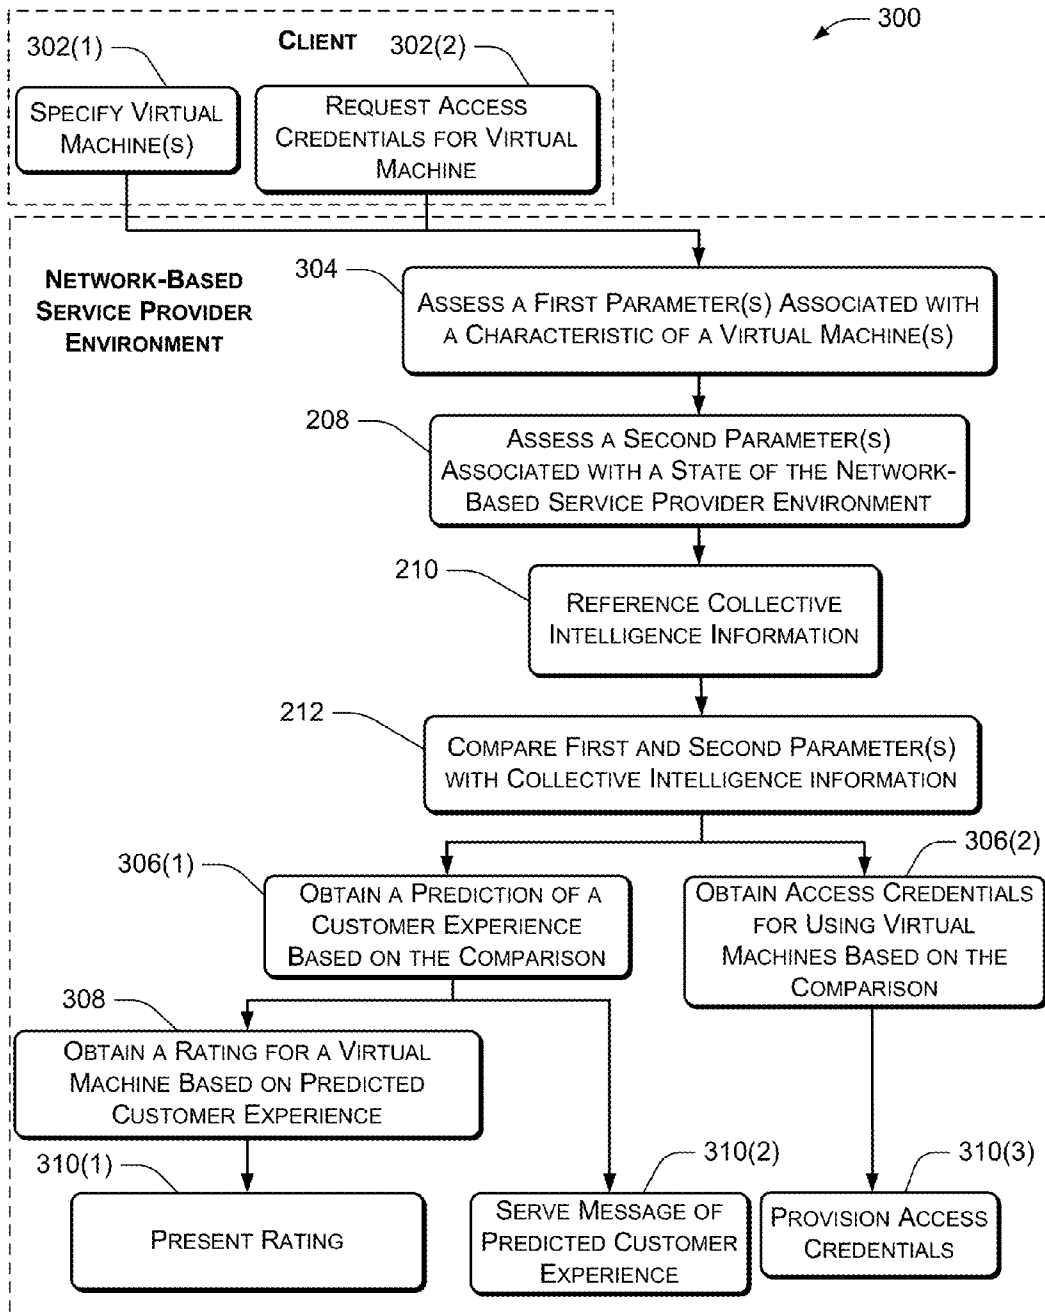 300
CLIENT
302(1)
302(2)
SPECIFY VIRTUAL
MACHINE(S)
REQUEST ACCESS
CREDENTIALS FOR VIRTUAL
MACHINE
NETWORK-BASED
SERVICE PROVIDER
ENVIRONMENT
304
ASSESS A FIRST PARAMETER(S) ASSOCIATED WITH
A CHARACTERISTIC OF A VIRTUAL MACHINE(S)
208
ASSESS A SECOND PARAMETER(S)
ASSOCIATED WITH A STATE OF THE NETWORK-
BASED SERVICE PROVIDER ENVIRONMENT
210
REFERENCE COLLECTIVE
INTELLIGENCE INFORMATION
212
COMPARE FIRST AND SECOND PARAMETER(S)
WITH COLLECTIVE INTELLIGENCE INFORMATION
306(1)
OBTAIN A PREDICTION OF A
CUSTOMER EXPERIENCE
BASED ON THE COMPARISON
306(2)
OBTAIN ACCESS CREDENTIALS
FOR USING VIRTUAL
MACHINES BASED ON THE
COMPARISON
308
OBTAIN A RATING FOR A VIRTUAL
MACHINE BASED ON PREDICTED
CUSTOMER EXPERIENCE
310(1)
PRESENT RATING
310(2)
SERVE MESSAGE OF
PREDICTED CUSTOMER
EXPERIENCE
310(3)
PROVISION ACCESS
CREDENTIALS